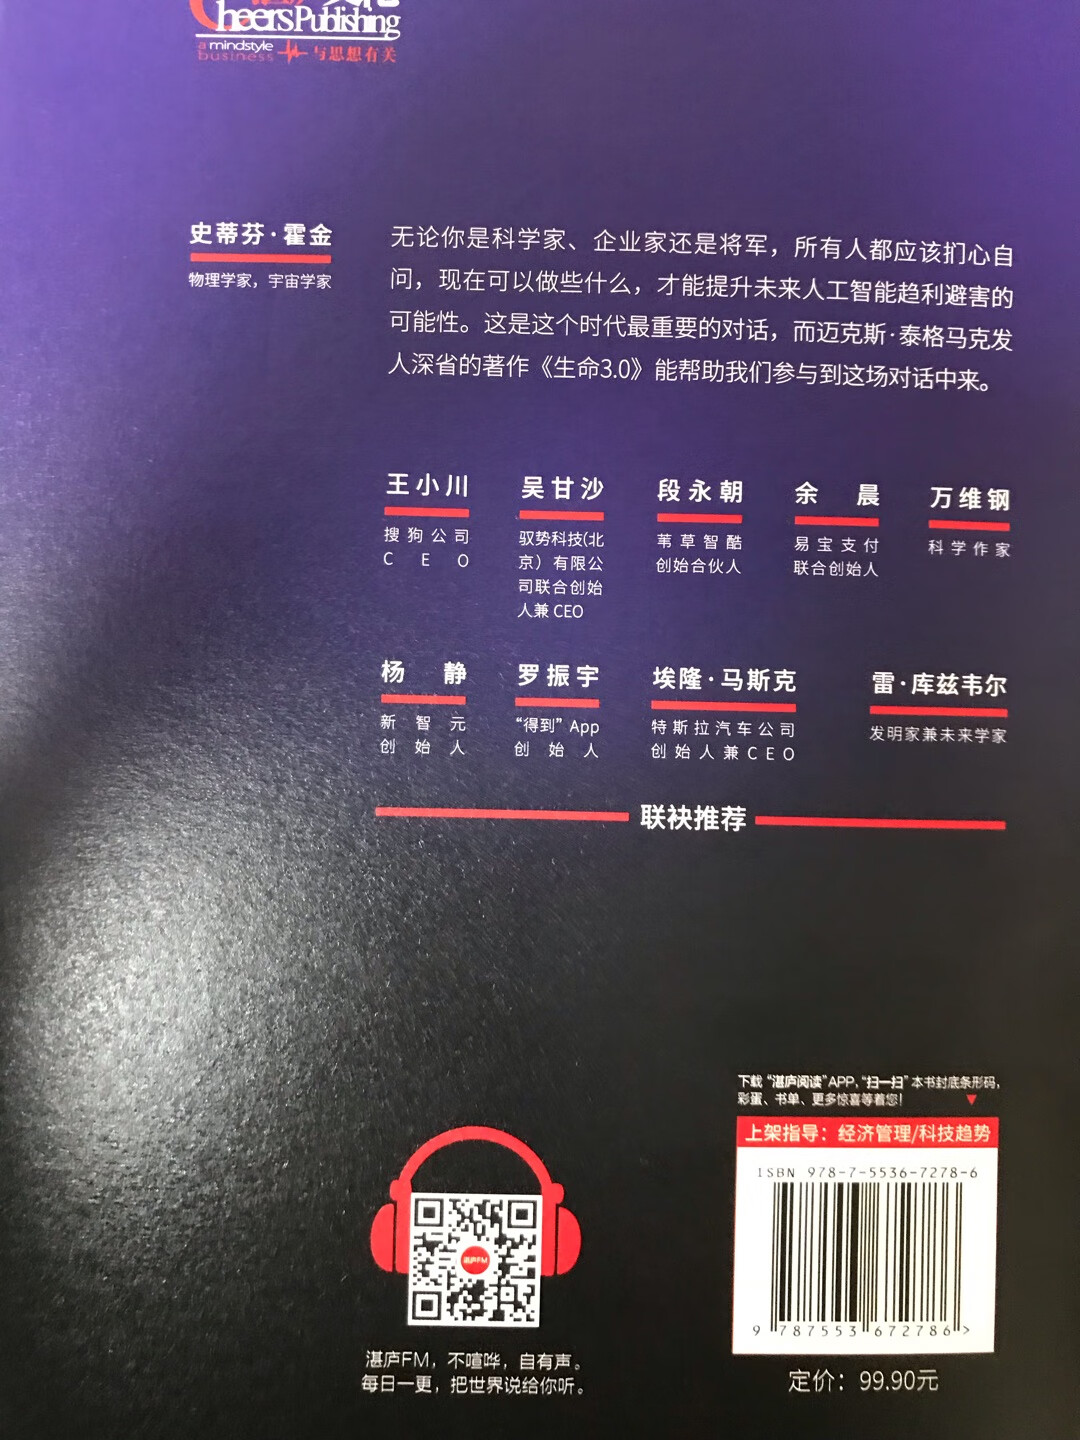 CheersPublishing
a mindstyle
business 与思想有关
史蒂芬·霍金
物理学家，宇宙学家
无论你是科学家、企业家还是将军，所有人都应该扪心自
问，现在可以做些什么，才能提升未来人工智能趋利避害的
可能性。这是这个时代最重要的对话，而迈克斯·泰格马克发
人深省的著作《生命3.0》能帮助我们参与到这场对话中来。
王小川
搜狗公司
CEO
吴甘沙
驭势科技(北
京）有限公
司联合创始
人兼 CEO
段永朝
苇草智酷
创始合伙人
余晨
易宝支付
联合创始人
万维钢
科学作家
杨静
新智元
创始人
罗振宇
“得到”App
创始人
埃隆·马斯克
特斯拉汽车公司
创始人兼CEO
雷·库兹韦尔
发明家兼未来学家
联袂推荐
下载“湛庐阅读”APP，“扫一扫”本书封底条形码，
彩蛋、书单、更多惊喜等着您！
上架指导：经济管理/科技趋势
ISBN 978-7-5536-7278-6
9 787553 672786 >
定价：99.90元
湛庐FM
湛庐FM，不喧哗，自有声。
每日一更，把世界说给你听。